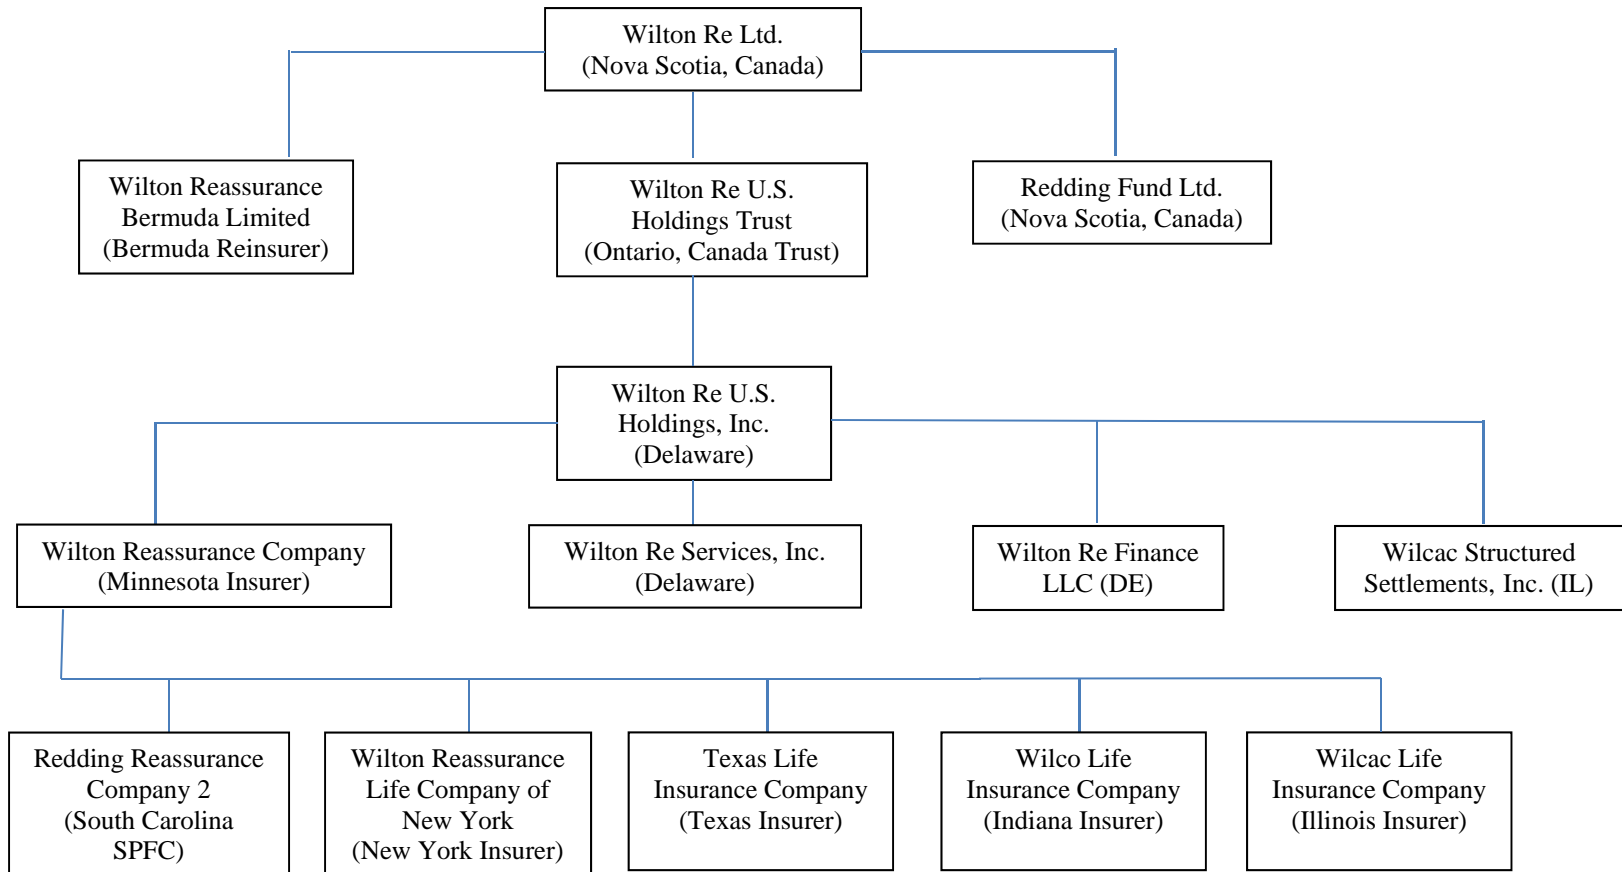 Wilton Re Ltd.
(Nova Scotia, Canada)
Wilton Reassurance
Bermuda Limited
(Bermuda Reinsurer)
Wilton Re U.S.
Holdings Trust
(Ontario, Canada Trust)
Redding Fund Ltd.
(Nova Scotia, Canada)
Wilton Re U.S.
Holdings, Inc.
(Delaware)
Wilton Reassurance Company
(Minnesota Insurer)
Wilton Re Services, Inc.
(Delaware)
Wilton Re Finance
LLC (DE)
Wilcac Structured
Settlements, Inc. (IL)
Redding Reassurance
Company 2
(South Carolina
SPFC)
Wilton Reassurance
Life Company of
New York
(New York Insurer)
Texas Life
Insurance Company
(Texas Insurer)
Wilco Life
Insurance Company
(Indiana Insurer)
Wilcac Life
Insurance Company
(Illinois Insurer)